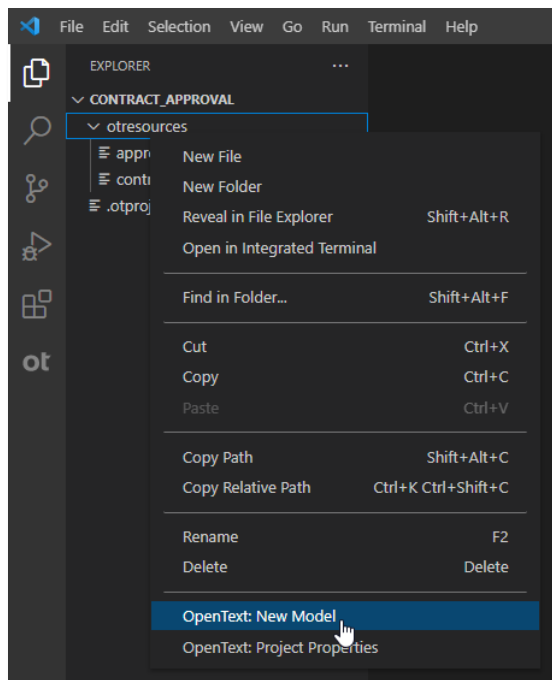 File Edit Selection View Go Run Terminal Help
EXPLORER ...
CONTRACT_APPROVAL
otresources
New File
New Folder
Reveal in File Explorer Shift+Alt+R
Open in Integrated Terminal
Find in Folder... Shift+Alt+F
Cut Ctrl+X
Copy Ctrl+C
Paste Ctrl+V
Copy Path Shift+Alt+C
Copy Relative Path Ctrl+K Ctrl+Shift+C
Rename F2
Delete Delete
OpenText: New Model
OpenText: Project Properties
ot